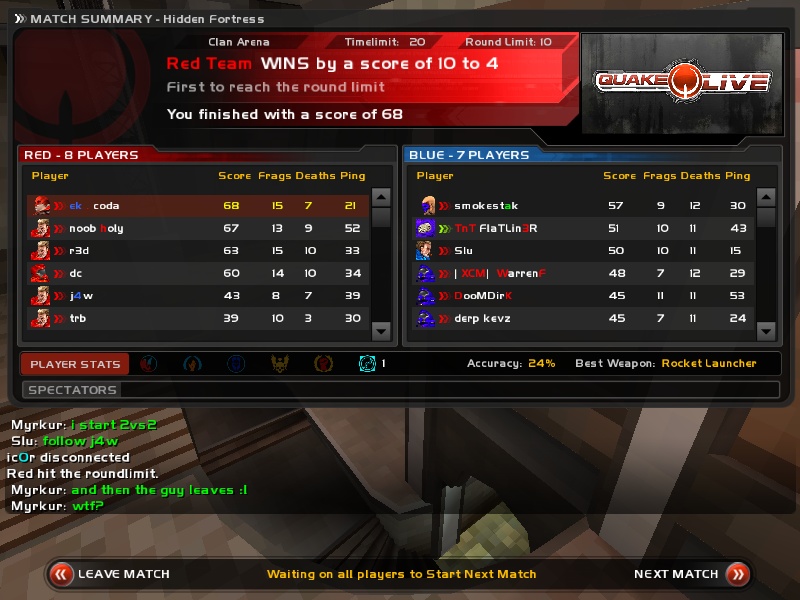 MATCH SUMMARY - Hidden Fortress
Clan Arena Timelimit: 20 Round Limit: 10
Red Team WINS by a score of 10 to 4
First to reach the round limit
You finished with a score of 68
QUAKE LIVE
RED - 8 PLAYERS
Player Score Frags Deaths Ping
ek . coda 68 15 7 21
noob holy 67 13 9 52
r3d 63 15 10 33
dc 60 14 10 34
j4w 43 8 7 39
trb 39 10 3 30
BLUE - 7 PLAYERS
Player Score Frags Deaths Ping
smokestak 57 9 12 30
TnT FlaTLin3R 51 10 11 43
Slu 50 10 11 15
| XCM| WarrenF 48 7 12 29
DooMDirK 45 11 11 53
derp kevz 45 7 11 24
PLAYER STATS 1 Accuracy: 24% Best Weapon: Rocket Launcher
SPECTATORS
Myrkur: i start 2vs2
Slu: follow j4w
icOr disconnected
Red hit the roundlimit.
Myrkur: and then the guy leaves :l
Myrkur: wtf?
LEAVE MATCH Waiting on all players to Start Next Match NEXT MATCH